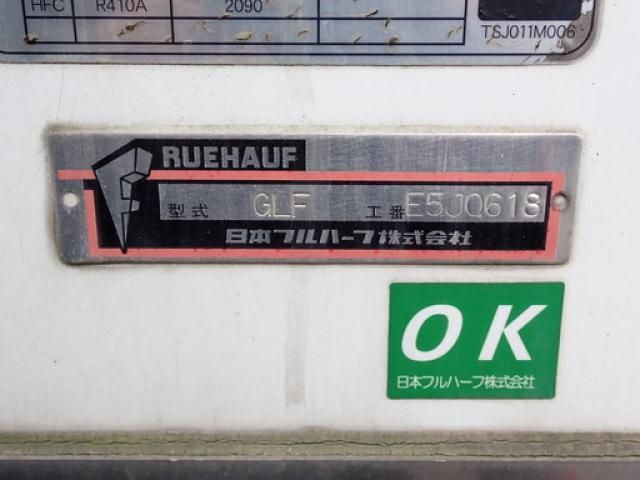 HFC R410A 2090
TSJ011M006
FRUEHAUF
型式 GLF 工番 E5J0618
日本フルハーフ株式会社
OK
日本フルハーフ株式会社